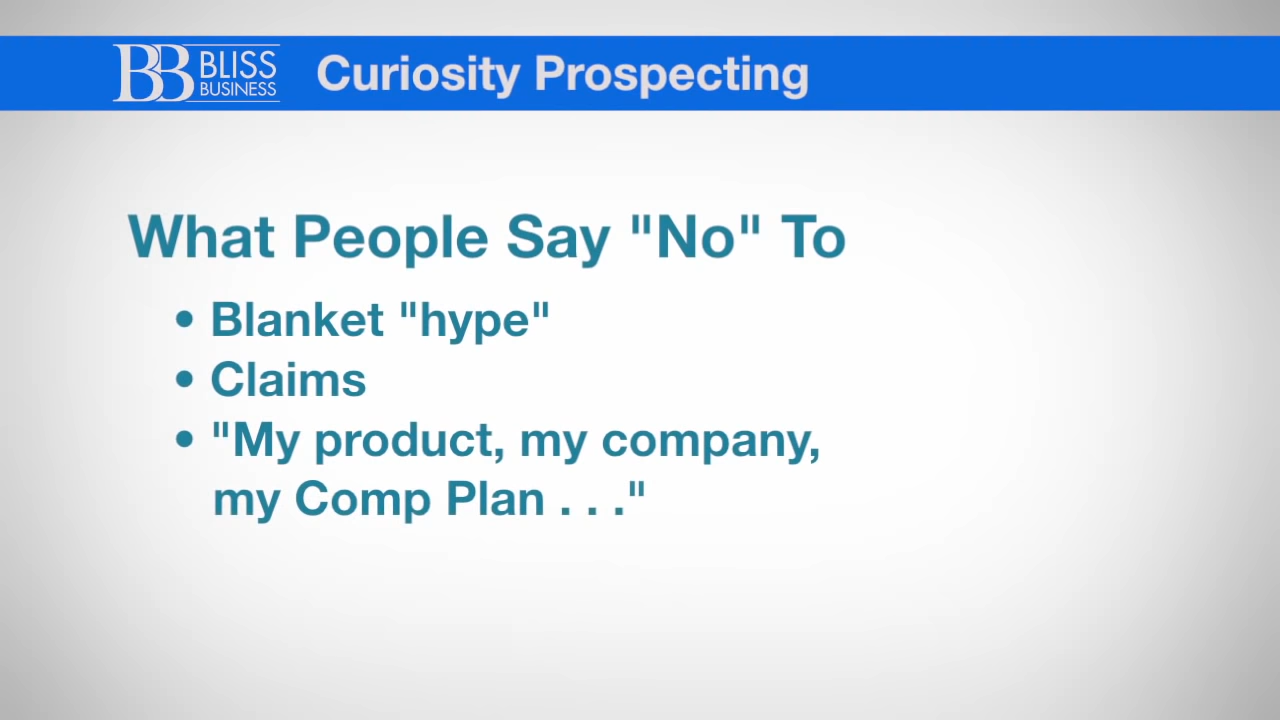 BB BLISS
BUSINESS
Curiosity Prospecting
What People Say "No" To
• Blanket "hype"
• Claims
• "My product, my company,
my Comp Plan . . ."